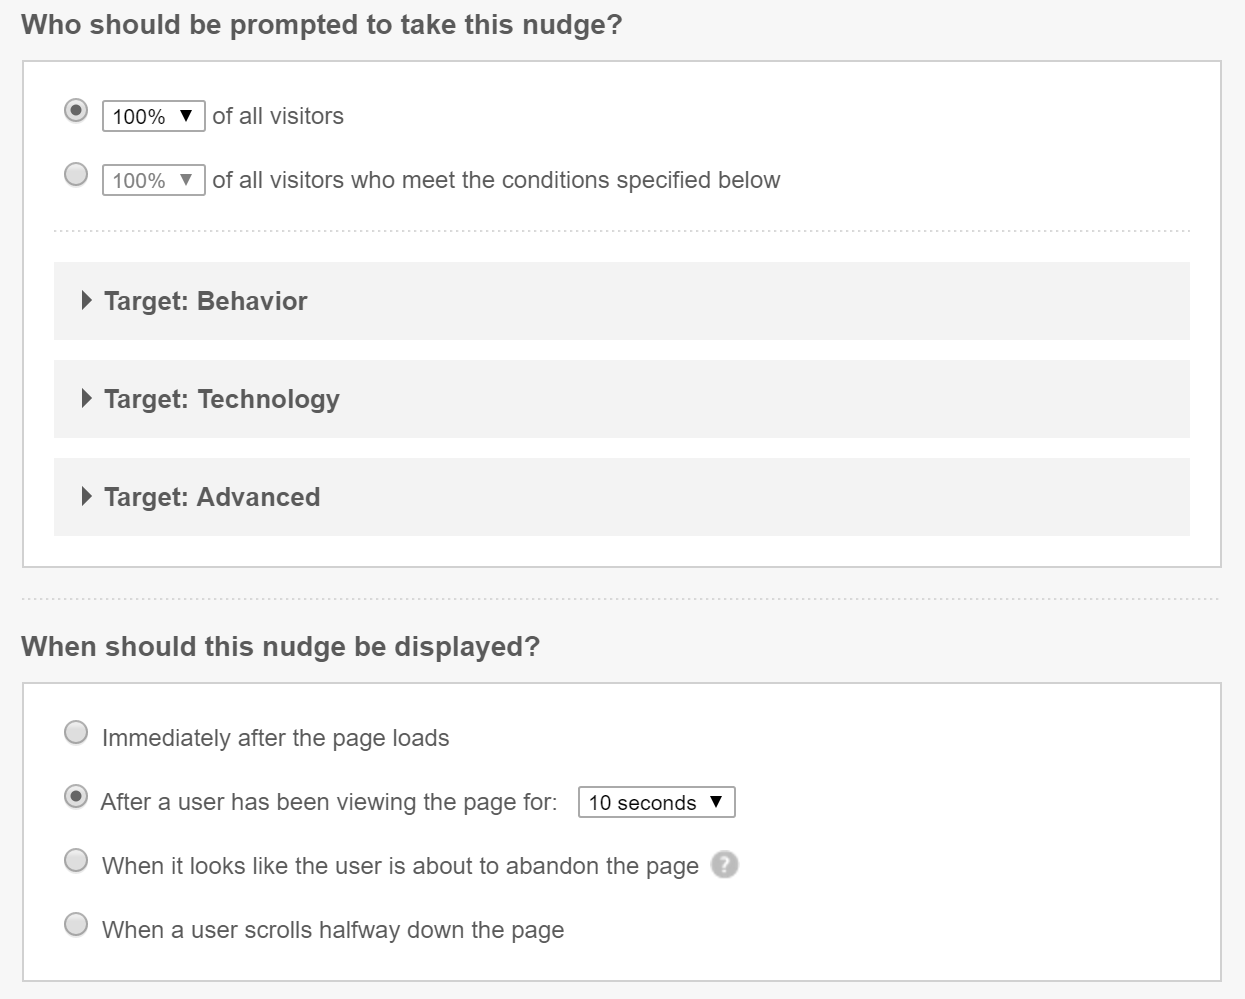 Who should be prompted to take this nudge?
100% ▼ of all visitors
100% ▼ of all visitors who meet the conditions specified below
Target: Behavior
Target: Technology
Target: Advanced
When should this nudge be displayed?
Immediately after the page loads
After a user has been viewing the page for: 10 seconds ▼
When it looks like the user is about to abandon the page ?
When a user scrolls halfway down the page